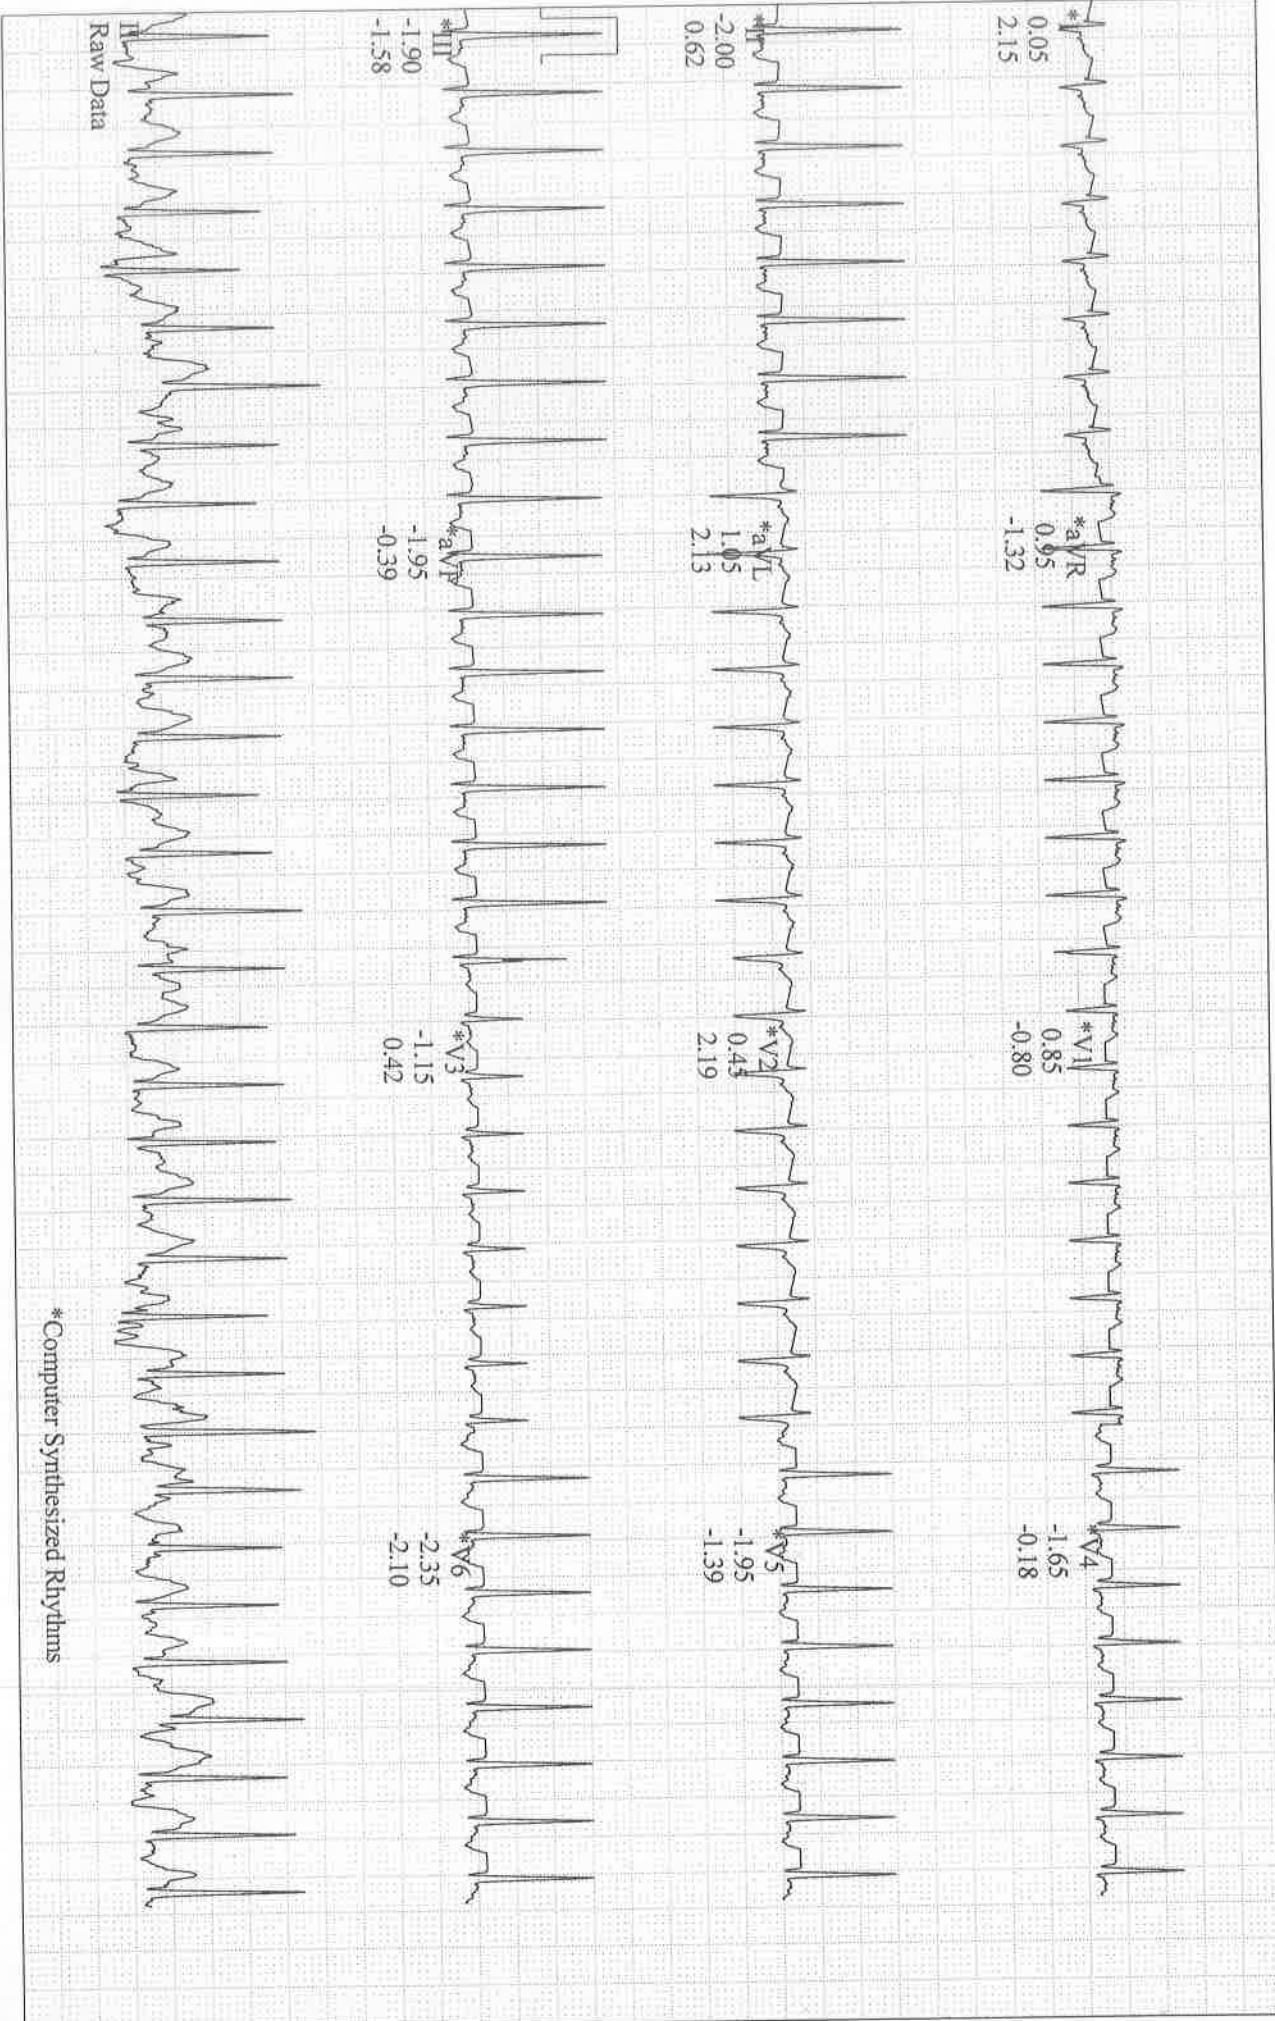 *I
0.05
2.15
*aVR
0.95
-1.32
*V1
0.85
-0.80
*V4
-1.65
-0.18
*II
-2.00
0.62
*aVL
1.05
2.13
*V2
0.45
2.19
*V5
-1.95
-1.39
*III
-1.90
-1.58
*aVF
-1.95
-0.39
*V3
-1.15
0.42
*V6
-2.35
-2.10
II
Raw Data
*Computer Synthesized Rhythms